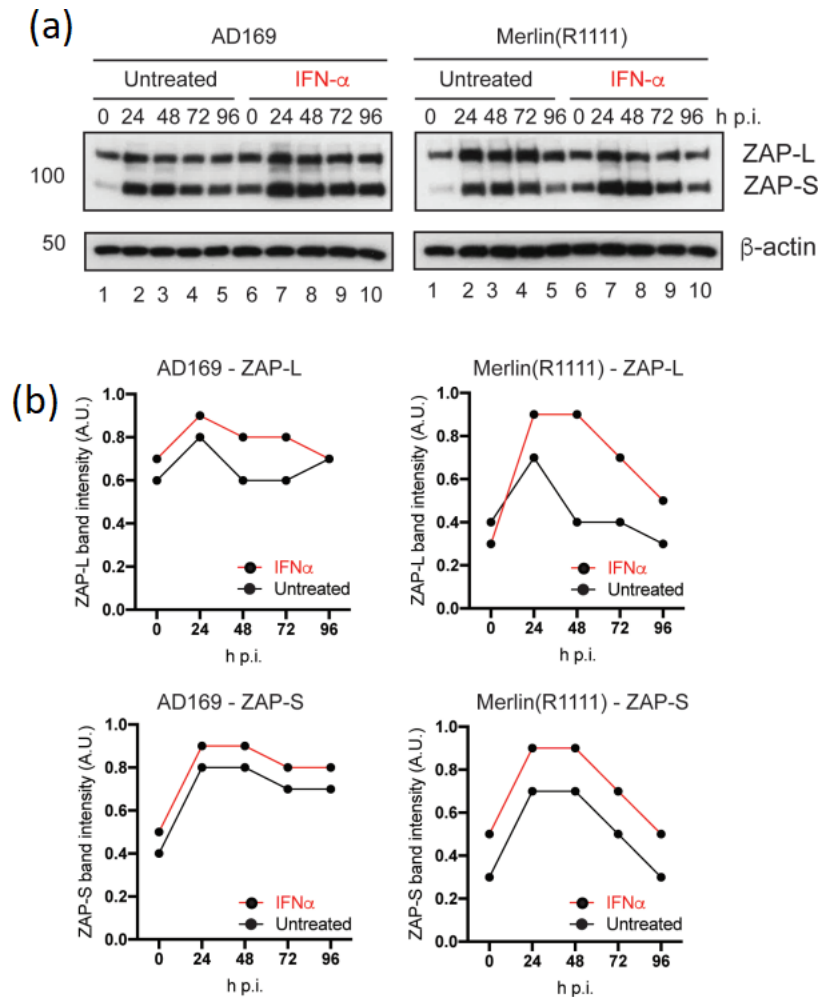 (a)
AD169 Merlin(R1111)
Untreated IFN-α Untreated IFN-α
0 24 48 72 96 0 24 48 72 96 0 24 48 72 96 0 24 48 72 96 h p.i.
ZAP-L
100
ZAP-S
50 β-actin
1 2 3 4 5 6 7 8 9 10 1 2 3 4 5 6 7 8 9 10
(b)
AD169 - ZAP-L
ZAP-L band intensity (A.U.)
1.0
0.8
0.6
0.4
0.2
0.0
IFNα
Untreated
0 24 48 72 96
h p.i.
Merlin(R1111) - ZAP-L
ZAP-L band intensity (A.U.)
1.0
0.8
0.6
0.4
0.2
0.0
IFNα
Untreated
0 24 48 72 96
h p.i.
AD169 - ZAP-S
ZAP-S band intensity (A.U.)
1.0
0.8
0.6
0.4
0.2
0.0
IFNα
Untreated
0 24 48 72 96
h p.i.
Merlin(R1111) - ZAP-S
ZAP-S band intensity (A.U.)
1.0
0.8
0.6
0.4
0.2
0.0
IFNα
Untreated
0 24 48 72 96
h p.i.